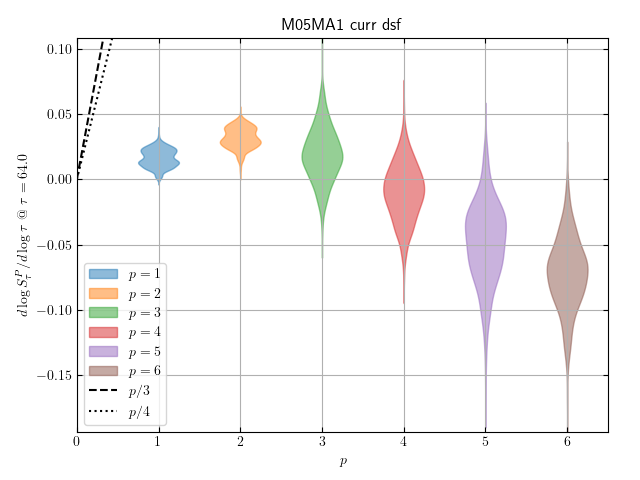 M05MA1 curr dsf
d log S_τ^P / d log τ @ τ = 64.0
0.10
0.05
0.00
−0.05
−0.10
−0.15
p = 1
p = 2
p = 3
p = 4
p = 5
p = 6
p/3
p/4
0 1 2 3 4 5 6
p